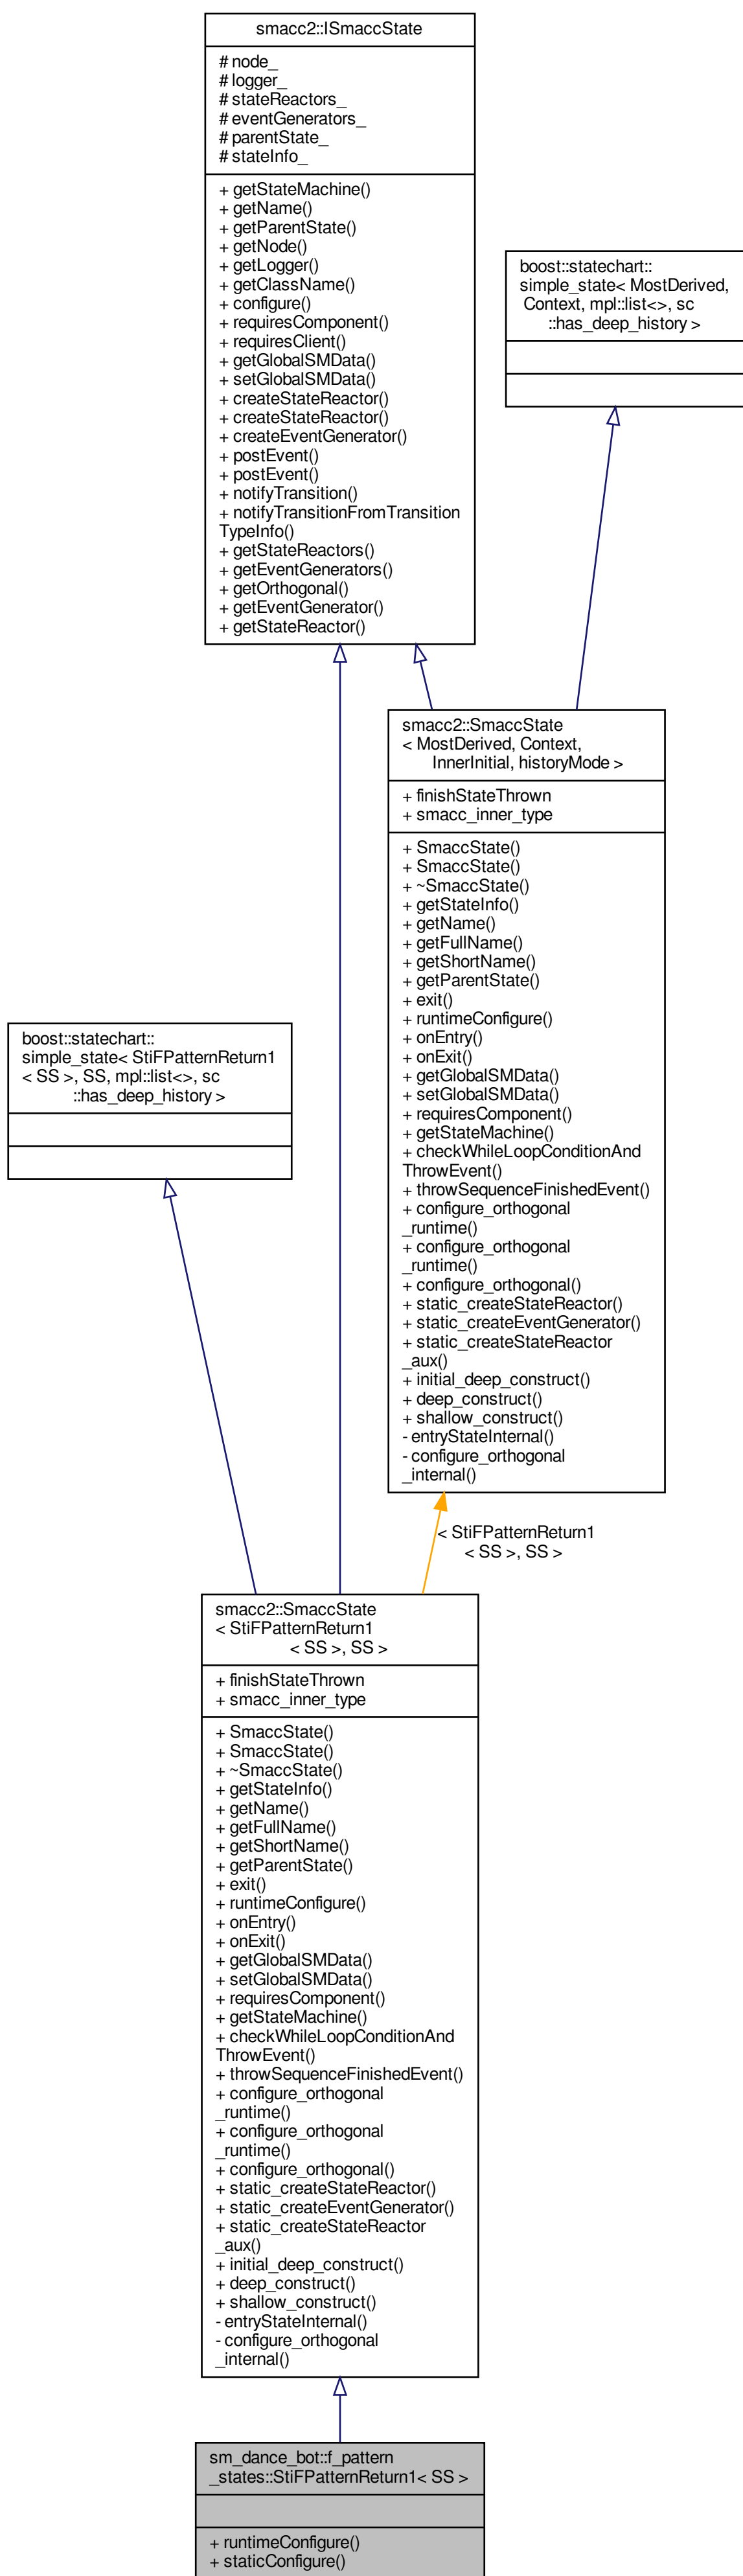 smacc2::ISmaccState
# node_
# logger_
# stateReactors_
# eventGenerators_
# parentState_
# stateInfo_
+ getStateMachine()
+ getName()
+ getParentState()
+ getNode()
+ getLogger()
+ getClassName()
+ configure()
+ requiresComponent()
+ requiresClient()
+ getGlobalSMData()
+ setGlobalSMData()
+ createStateReactor()
+ createStateReactor()
+ createEventGenerator()
+ postEvent()
+ postEvent()
+ notifyTransition()
+ notifyTransitionFromTransition
TypeInfo()
+ getStateReactors()
+ getEventGenerators()
+ getOrthogonal()
+ getEventGenerator()
+ getStateReactor()
boost::statechart::
simple_state< MostDerived,
Context, mpl::list<>, sc
::has_deep_history >
smacc2::SmaccState
< MostDerived, Context,
InnerInitial, historyMode >
+ finishStateThrown
+ smacc_inner_type
+ SmaccState()
+ SmaccState()
+ ~SmaccState()
+ getStateInfo()
+ getName()
+ getFullName()
+ getShortName()
+ getParentState()
+ exit()
+ runtimeConfigure()
+ onEntry()
+ onExit()
+ getGlobalSMData()
+ setGlobalSMData()
+ requiresComponent()
+ getStateMachine()
+ checkWhileLoopConditionAnd
ThrowEvent()
+ throwSequenceFinishedEvent()
+ configure_orthogonal
_runtime()
+ configure_orthogonal
_runtime()
+ configure_orthogonal()
+ static_createStateReactor()
+ static_createEventGenerator()
+ static_createStateReactor
_aux()
+ initial_deep_construct()
+ deep_construct()
+ shallow_construct()
- entryStateInternal()
- configure_orthogonal
_internal()
boost::statechart::
simple_state< StiFPatternReturn1
< SS >, SS, mpl::list<>, sc
::has_deep_history >
< StiFPatternReturn1
< SS >, SS >
smacc2::SmaccState
< StiFPatternReturn1
< SS >, SS >
+ finishStateThrown
+ smacc_inner_type
+ SmaccState()
+ SmaccState()
+ ~SmaccState()
+ getStateInfo()
+ getName()
+ getFullName()
+ getShortName()
+ getParentState()
+ exit()
+ runtimeConfigure()
+ onEntry()
+ onExit()
+ getGlobalSMData()
+ setGlobalSMData()
+ requiresComponent()
+ getStateMachine()
+ checkWhileLoopConditionAnd
ThrowEvent()
+ throwSequenceFinishedEvent()
+ configure_orthogonal
_runtime()
+ configure_orthogonal
_runtime()
+ configure_orthogonal()
+ static_createStateReactor()
+ static_createEventGenerator()
+ static_createStateReactor
_aux()
+ initial_deep_construct()
+ deep_construct()
+ shallow_construct()
- entryStateInternal()
- configure_orthogonal
_internal()
sm_dance_bot::f_pattern
_states::StiFPatternReturn1< SS >
+ runtimeConfigure()
+ staticConfigure()